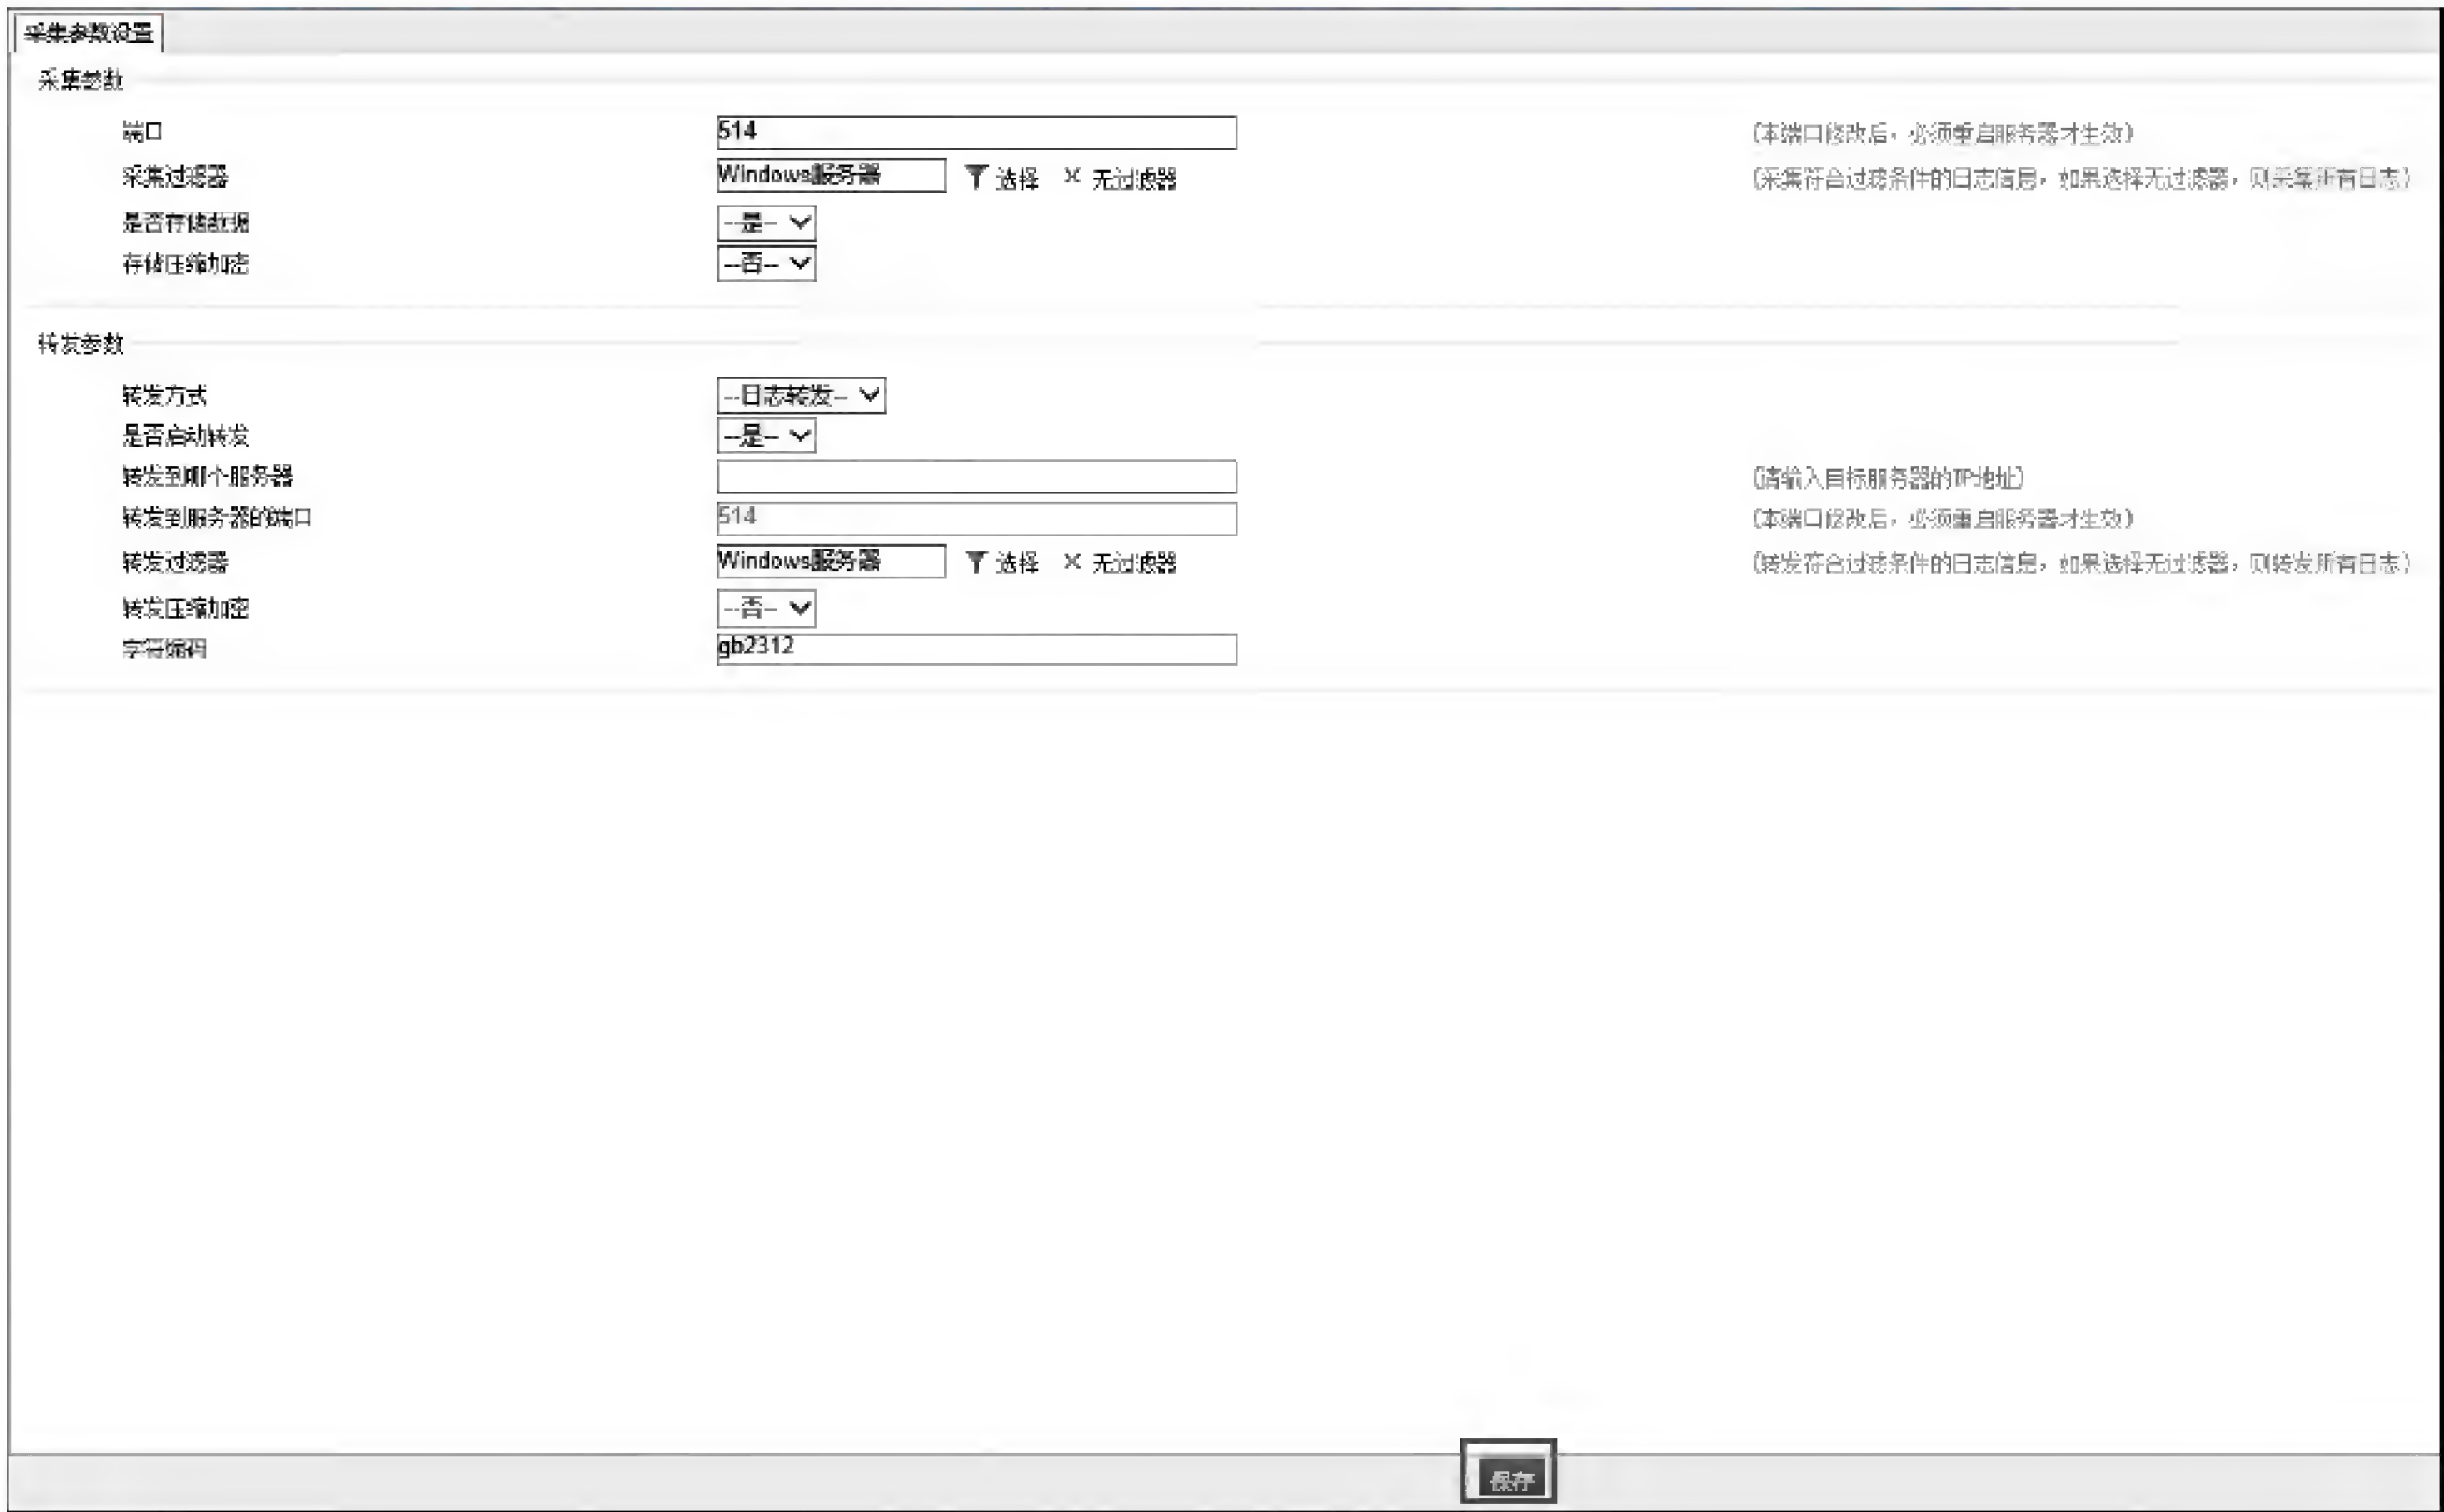 采集参数设置
采集参数
端口 514 (本端口修改后,必须重启服务器才生效)
采集过滤器 Windows服务器 选择 × 无过滤器 (采集符合过滤条件的日志信息,如果选择无过滤器,则采集所有日志)
是否存储数据 --是--
存储压缩加密 --否--
转发参数
转发方式 --日志转发--
是否启动转发 --是--
转发到哪个服务器 (请输入目标服务器的IP地址)
转发到服务器的端口 514 (本端口修改后,必须重启服务器才生效)
转发过滤器 Windows服务器 选择 × 无过滤器 (转发符合过滤条件的日志信息,如果选择无过滤器,则转发所有日志)
转发压缩加密 --否--
字符编码 gb2312
保存